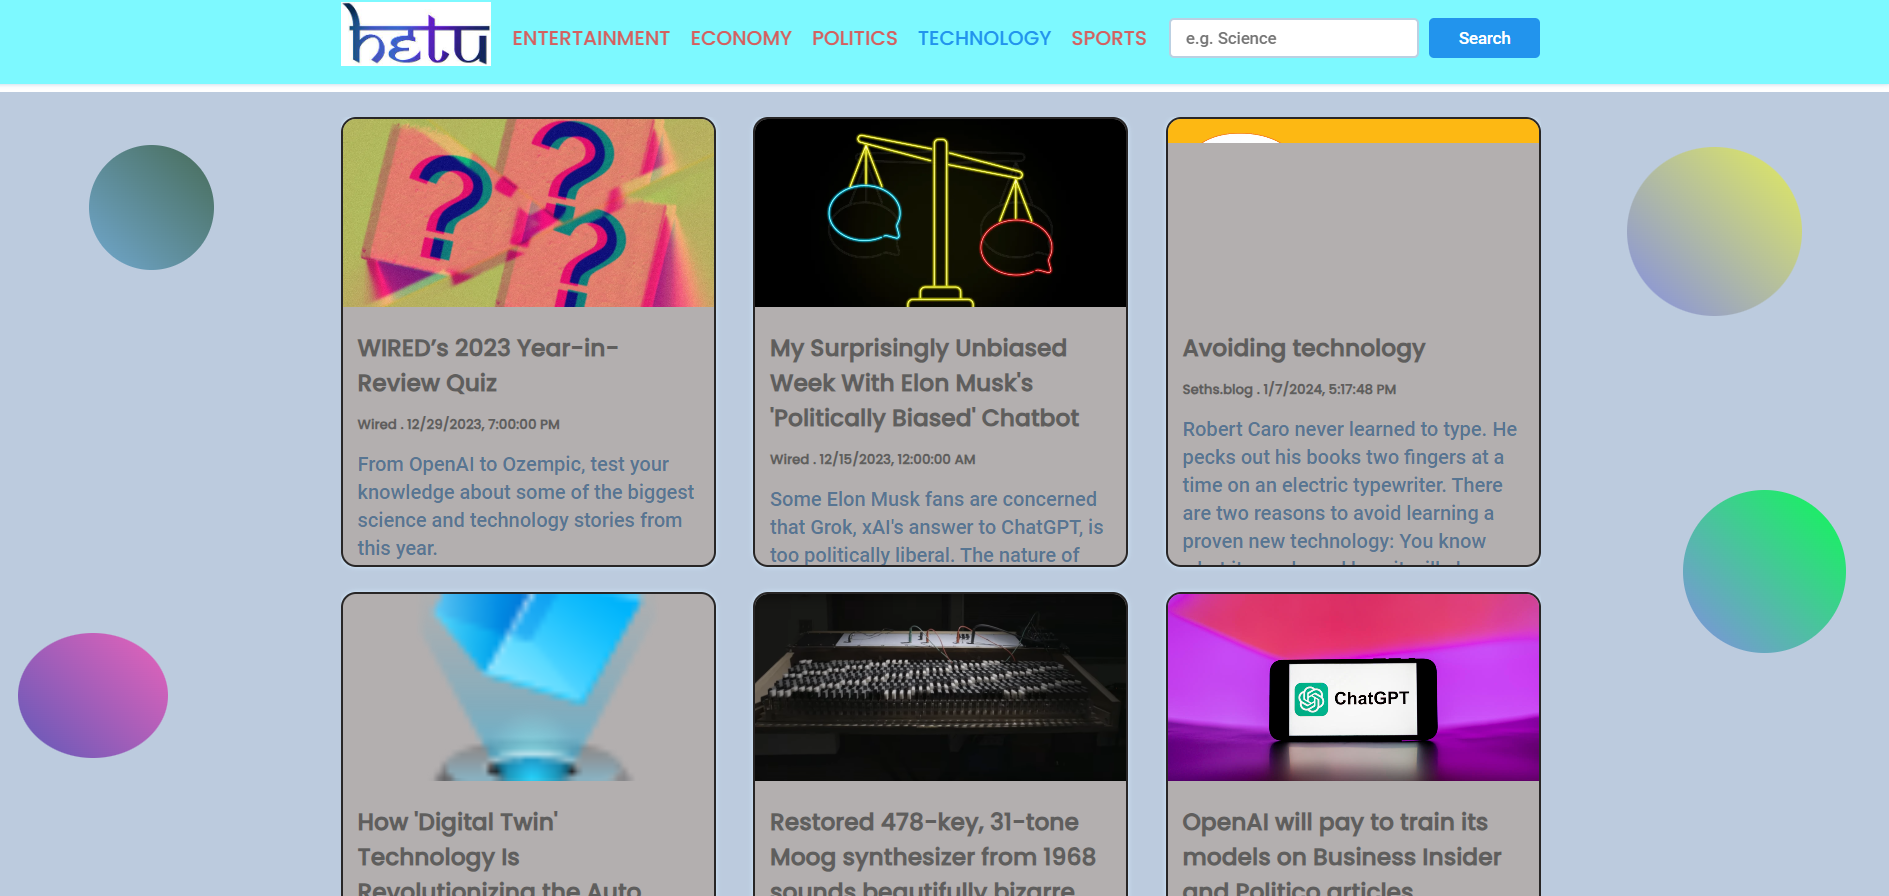 hetu
ENTERTAINMENT ECONOMY POLITICS TECHNOLOGY SPORTS e.g. Science Search
? ? ?
WIRED’s 2023 Year-in-
Review Quiz
Wired . 12/29/2023, 7:00:00 PM
From OpenAI to Ozempic, test your
knowledge about some of the biggest
science and technology stories from
this year.
My Surprisingly Unbiased
Week With Elon Musk's
'Politically Biased' Chatbot
Wired . 12/15/2023, 12:00:00 AM
Some Elon Musk fans are concerned
that Grok, xAI's answer to ChatGPT, is
too politically liberal. The nature of
Avoiding technology
Seths.blog . 1/7/2024, 5:17:48 PM
Robert Caro never learned to type. He
pecks out his books two fingers at a
time on an electric typewriter. There
are two reasons to avoid learning a
proven new technology: You know
How 'Digital Twin'
Technology Is
Revolutionizing the Auto
Restored 478-key, 31-tone
Moog synthesizer from 1968
sounds beautifully bizarre
ChatGPT
OpenAI will pay to train its
models on Business Insider
and Politico articles